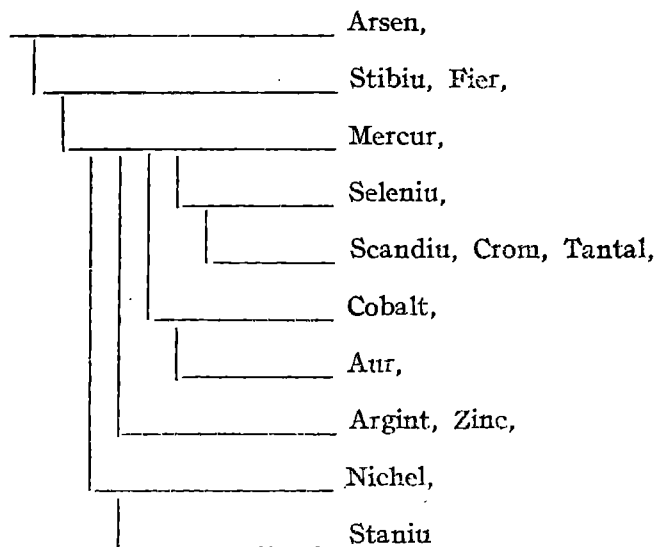 Arsen,
Stibiu, Fier,
Mercur,
Seleniu,
Scandiu, Crom, Tantal,
Cobalt,
Aur,
Argint, Zinc,
Nichel,
Staniu